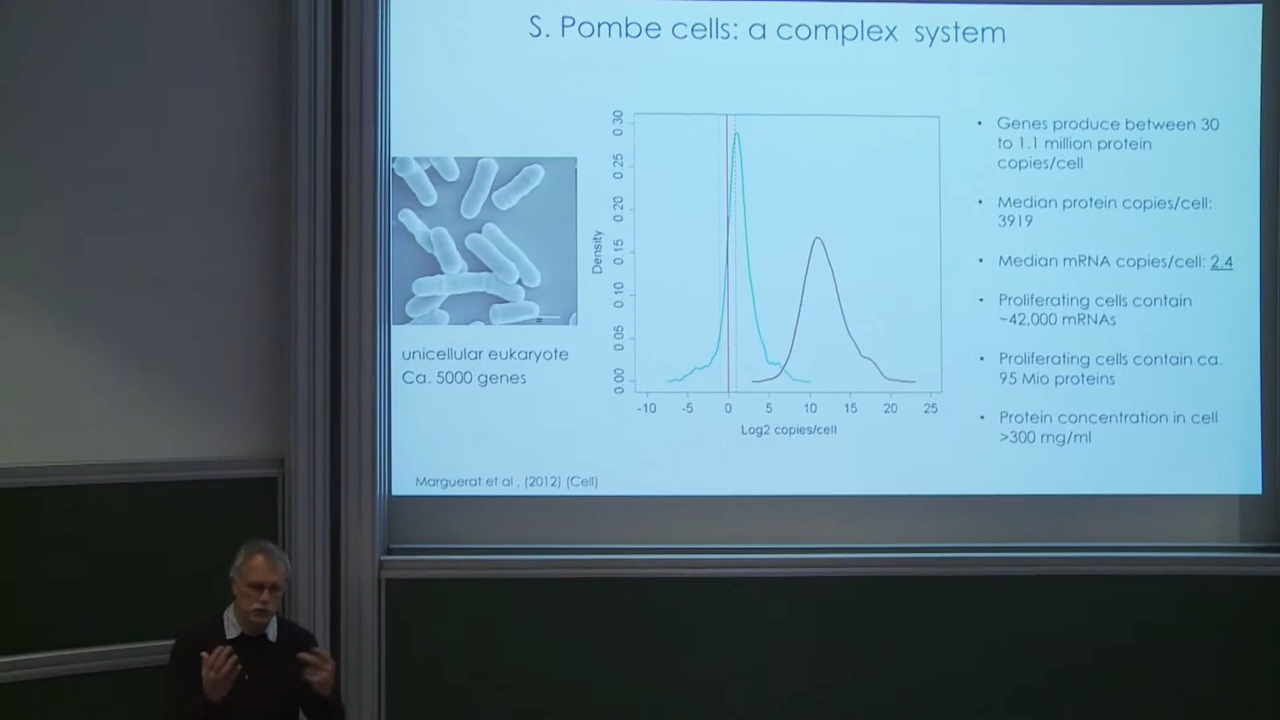 S. Pombe cells: a complex system
unicellular eukaryote
Ca. 5000 genes
Density
0.00 0.05 0.10 0.15 0.20 0.25 0.30
-10 -5 0 5 10 15 20 25
Log2 copies/cell
• Genes produce between 30
to 1.1 million protein
copies/cell
• Median protein copies/cell:
3919
• Median mRNA copies/cell: 2.4
• Proliferating cells contain
~42.000 mRNAs
• Proliferating cells contain ca.
95 Mio proteins
• Protein concentration in cell
>300 mg/ml
Marguerat et al , (2012) (Cell)